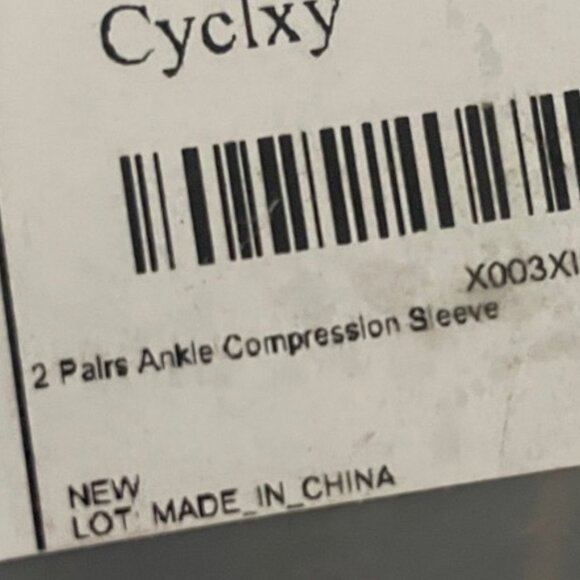 Cyclxy
X003XI
2 Pairs Ankle Compression Sleeve
NEW
LOT: MADE_IN_CHINA